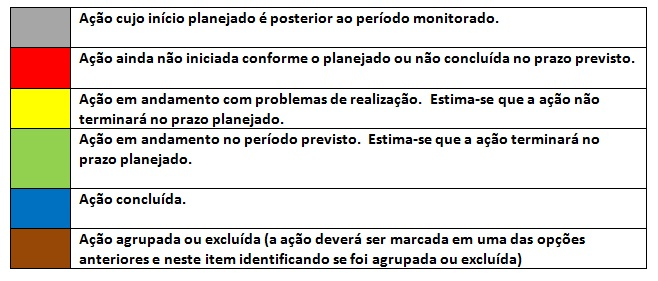 Ação cujo início planejado é posterior ao período monitorado.
Ação ainda não iniciada conforme o planejado ou não concluída no prazo previsto.
Ação em andamento com problemas de realização.  Estima-se que a ação não
terminará no prazo planejado.
Ação em andamento no período previsto.  Estima-se que a ação terminará no
prazo planejado.
Ação concluída.
Ação agrupada ou excluída (a ação deverá ser marcada em uma das opções
anteriores e neste item identificando se foi agrupada ou excluída)